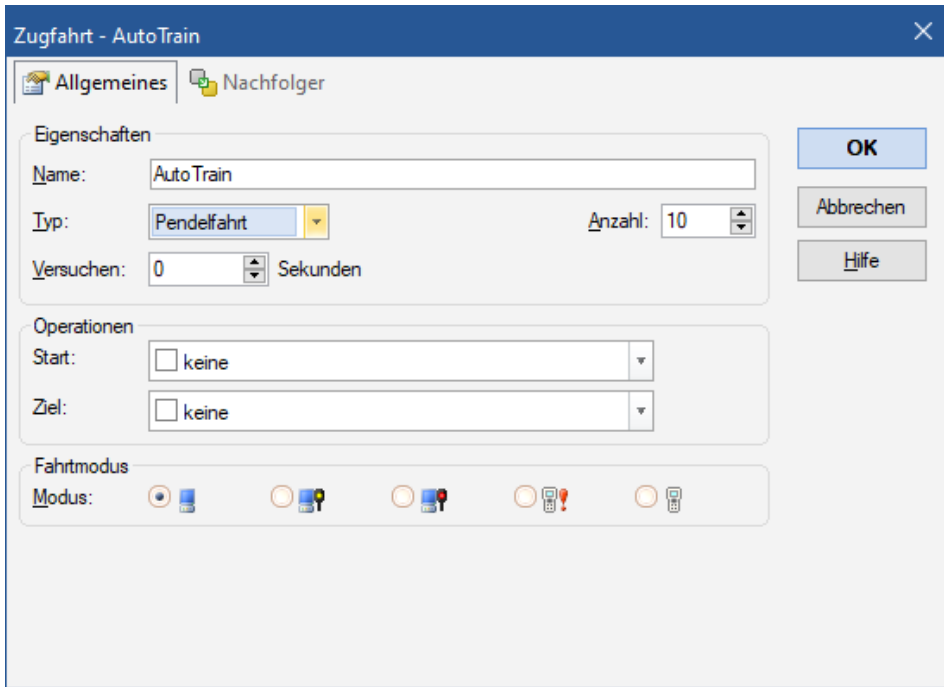 Zugfahrt - AutoTrain
Allgemeines
Nachfolger
Eigenschaften
Name: AutoTrain
Typ: Pendelfahrt Anzahl: 10
Versuchen: 0 Sekunden
OK
Abbrechen
Hilfe
Operationen
Start: keine
Ziel: keine
Fahrtmodus
Modus: